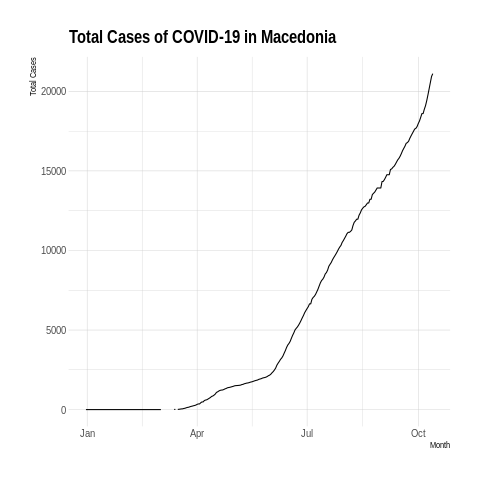 Total Cases of COVID-19 in Macedonia
Total Cases
20000
15000
10000
5000
0
Jan Apr Jul Oct
Month